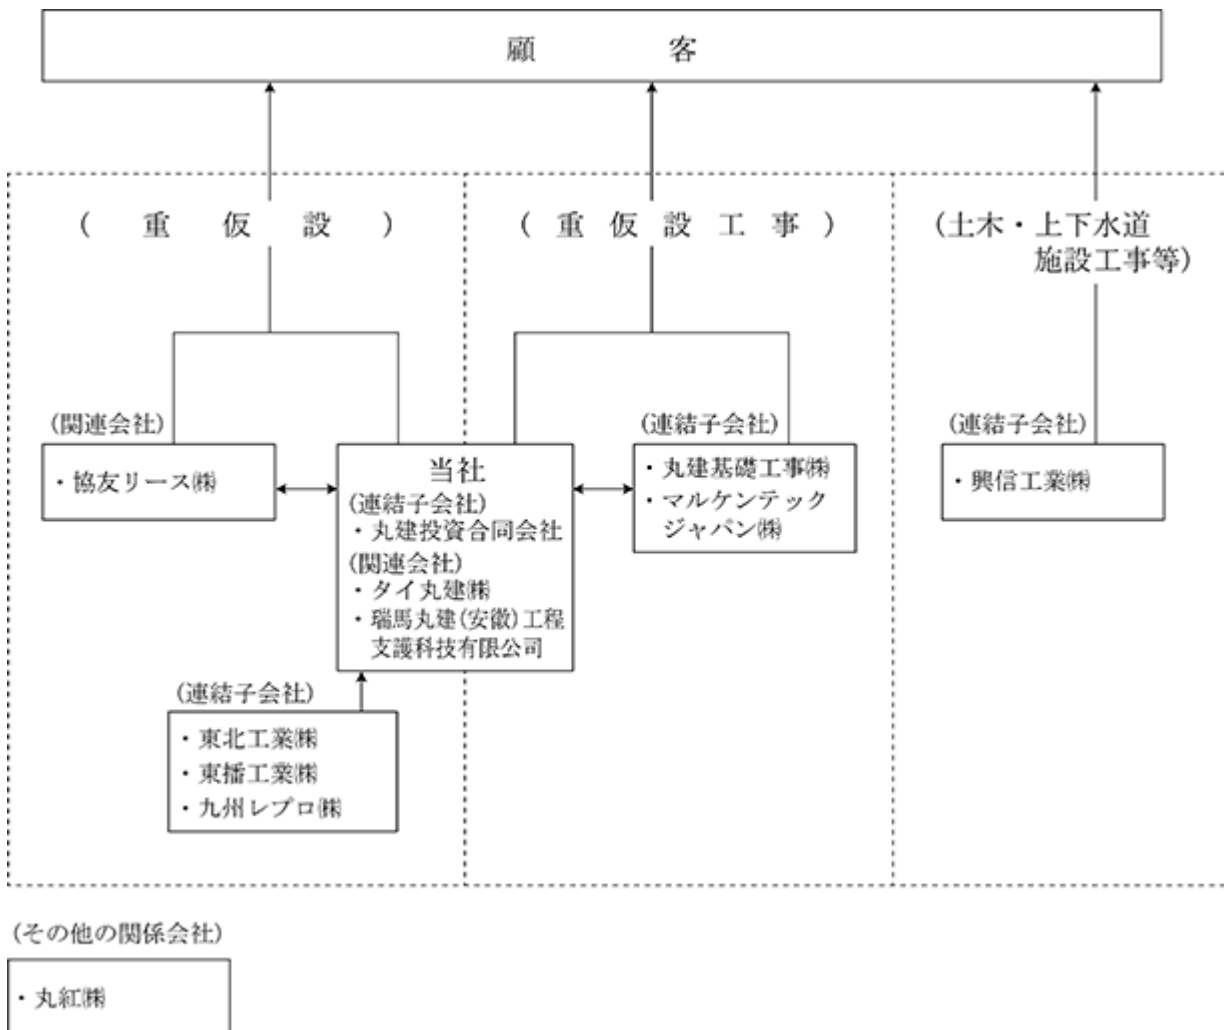 顧客
(重仮設)
(重仮設工事)
(土木・上下水道
施設工事等)
(関連会社)
・協友リース㈱
当社
(連結子会社)
・丸建投資合同会社
(関連会社)
・タイ丸建㈱
・瑞馬丸建(安徽)工程
支護科技有限公司
(連結子会社)
・丸建基礎工事㈱
・マルケンテック
ジャパン㈱
(連結子会社)
・興信工業㈱
(連結子会社)
・東北工業㈱
・東播工業㈱
・九州レプロ㈱
(その他の関係会社)
・丸紅㈱